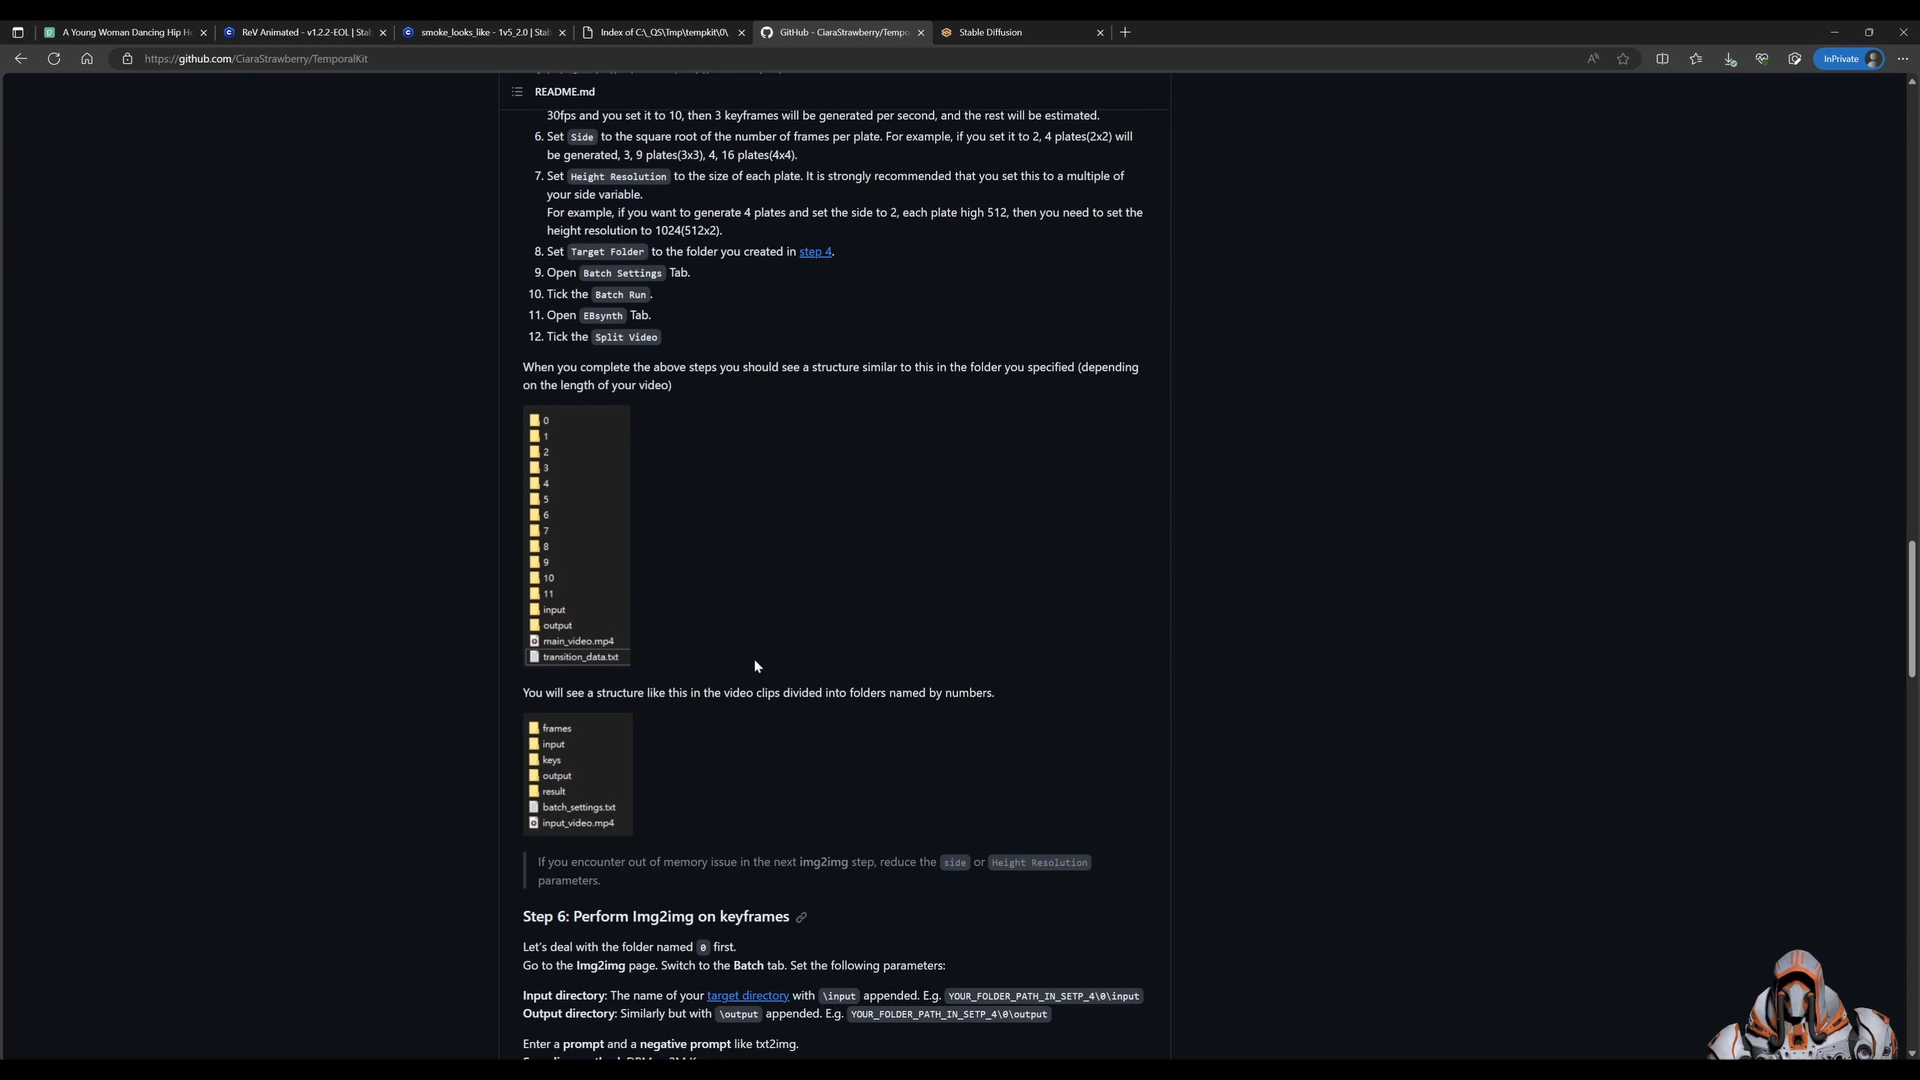 A Young Woman Dancing Hip H
ReV Animated - v1.2.2-EOL | Stab
smoke_looks_like - 1v5_2.0 | Stab
Index of C:\_QS\Tmp\tempkit\0\
GitHub - CiaraStrawberry/Tempo
Stable Diffusion
https://github.com/CiaraStrawberry/TemporalKit
InPrivate
README.md
30fps and you set it to 10, then 3 keyframes will be generated per second, and the rest will be estimated.
6. Set Side to the square root of the number of frames per plate. For example, if you set it to 2, 4 plates(2x2) will
be generated, 3, 9 plates(3x3), 4, 16 plates(4x4).
7. Set Height Resolution to the size of each plate. It is strongly recommended that you set this to a multiple of
your side variable.
For example, if you want to generate 4 plates and set the side to 2, each plate high 512, then you need to set the
height resolution to 1024(512x2).
8. Set Target Folder to the folder you created in step 4.
9. Open Batch Settings Tab.
10. Tick the Batch Run.
11. Open EBsynth Tab.
12. Tick the Split Video
When you complete the above steps you should see a structure similar to this in the folder you specified (depending
on the length of your video)
0
1
2
3
4
5
6
7
8
9
10
11
input
output
main_video.mp4
transition_data.txt
You will see a structure like this in the video clips divided into folders named by numbers.
frames
input
keys
output
result
batch_settings.txt
input_video.mp4
If you encounter out of memory issue in the next img2img step, reduce the side or Height Resolution
parameters.
Step 6: Perform Img2img on keyframes
Let's deal with the folder named 0 first.
Go to the Img2img page. Switch to the Batch tab. Set the following parameters:
Input directory: The name of your target directory with \input appended. E.g. YOUR_FOLDER_PATH_IN_SETP_4\0\input
Output directory: Similarly but with \output appended. E.g. YOUR_FOLDER_PATH_IN_SETP_4\0\output
Enter a prompt and a negative prompt like txt2img.